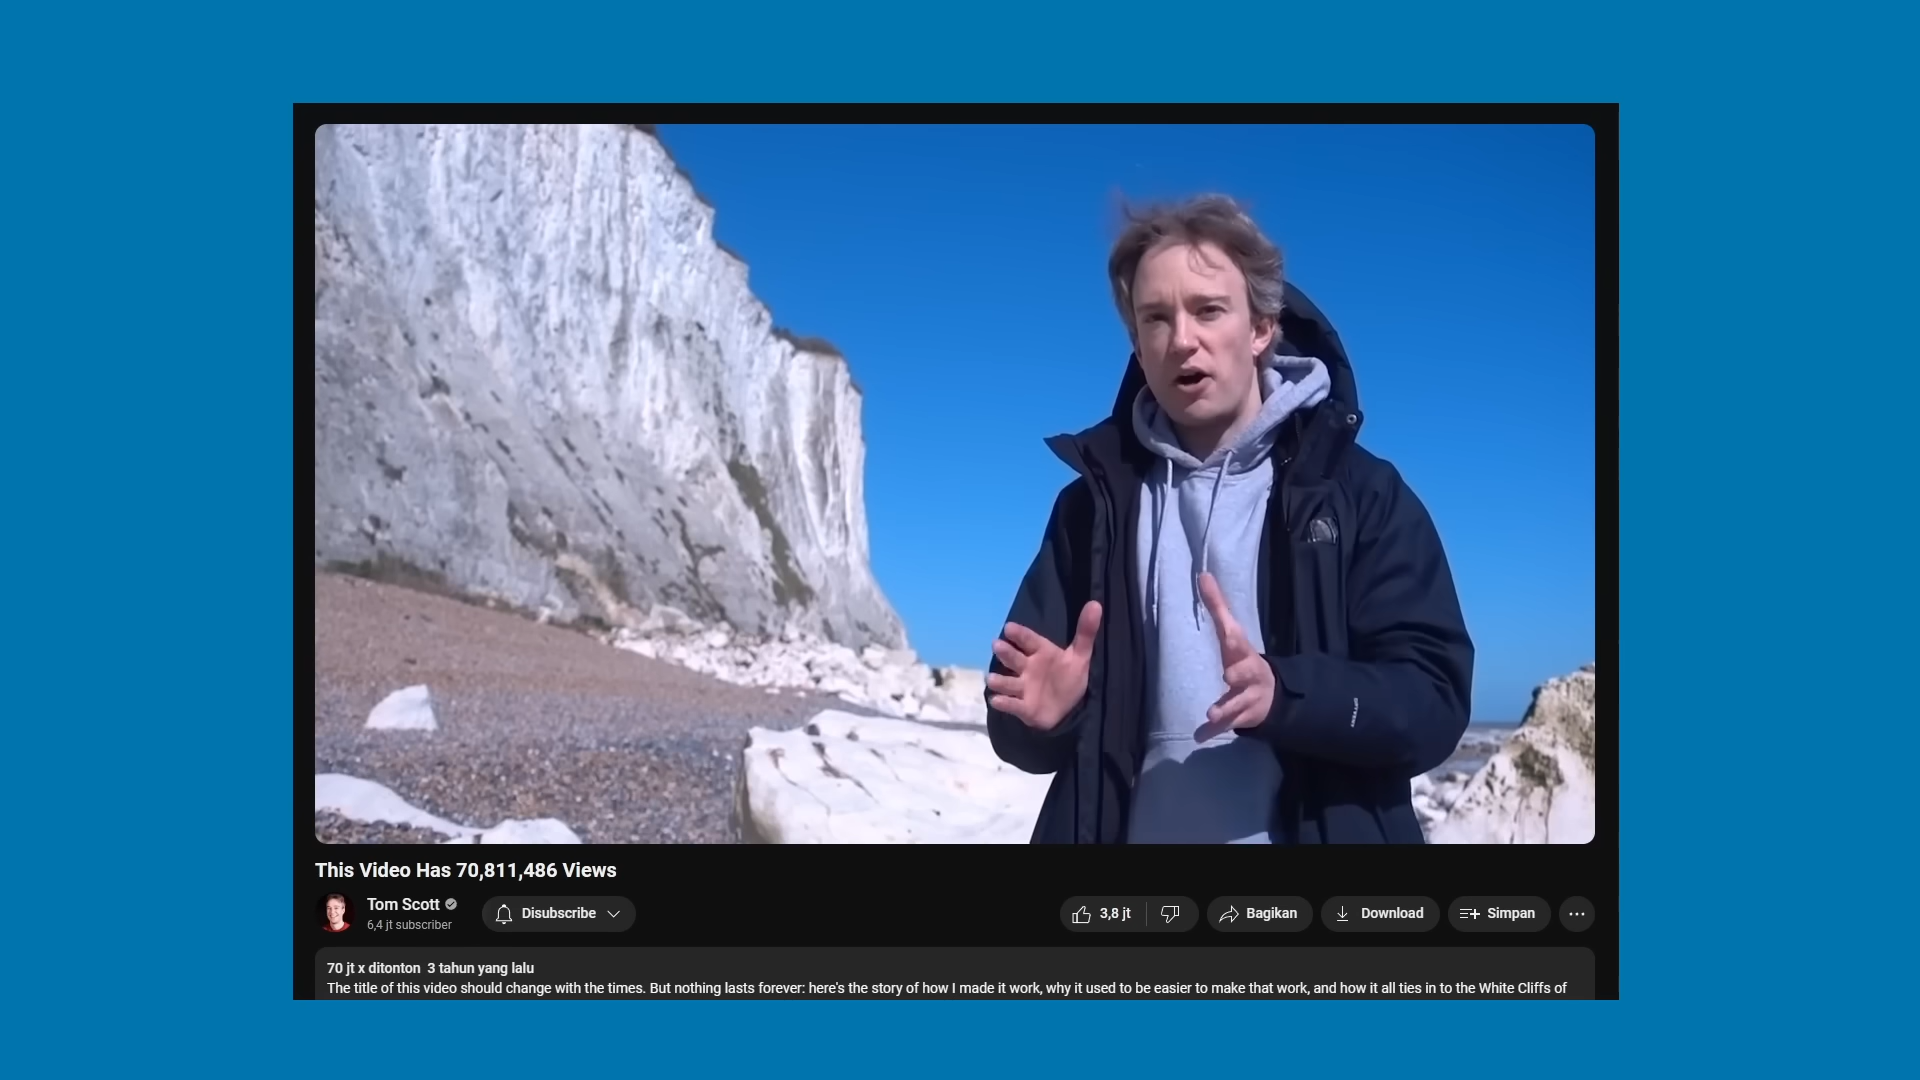 This Video Has 70,811,486 Views
Tom Scott
6,4 jt subscriber
Disubscribe
3,8 jt
Bagikan
Download
Simpan
70 jt x ditonton 3 tahun yang lalu
The title of this video should change with the times. But nothing lasts forever: here's the story of how I made it work, why it used to be easier to make that work, and how it all ties in to the White Cliffs of